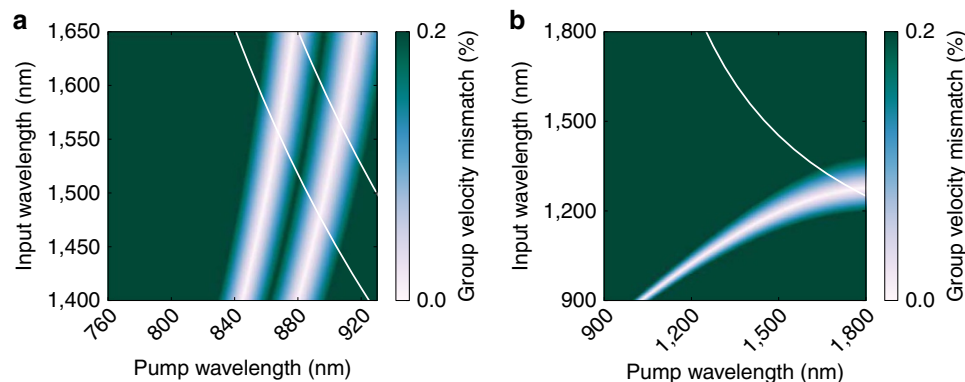 a
1,650
1,600
1,550
1,500
1,450
1,400
Input wavelength (nm)
760
800
840
880
920
Pump wavelength (nm)
0.2
0.0
Group velocity mismatch (%)
b
1,800
1,500
1,200
900
Input wavelength (nm)
900
1,200
1,500
1,800
Pump wavelength (nm)
0.2
0.0
Group velocity mismatch (%)